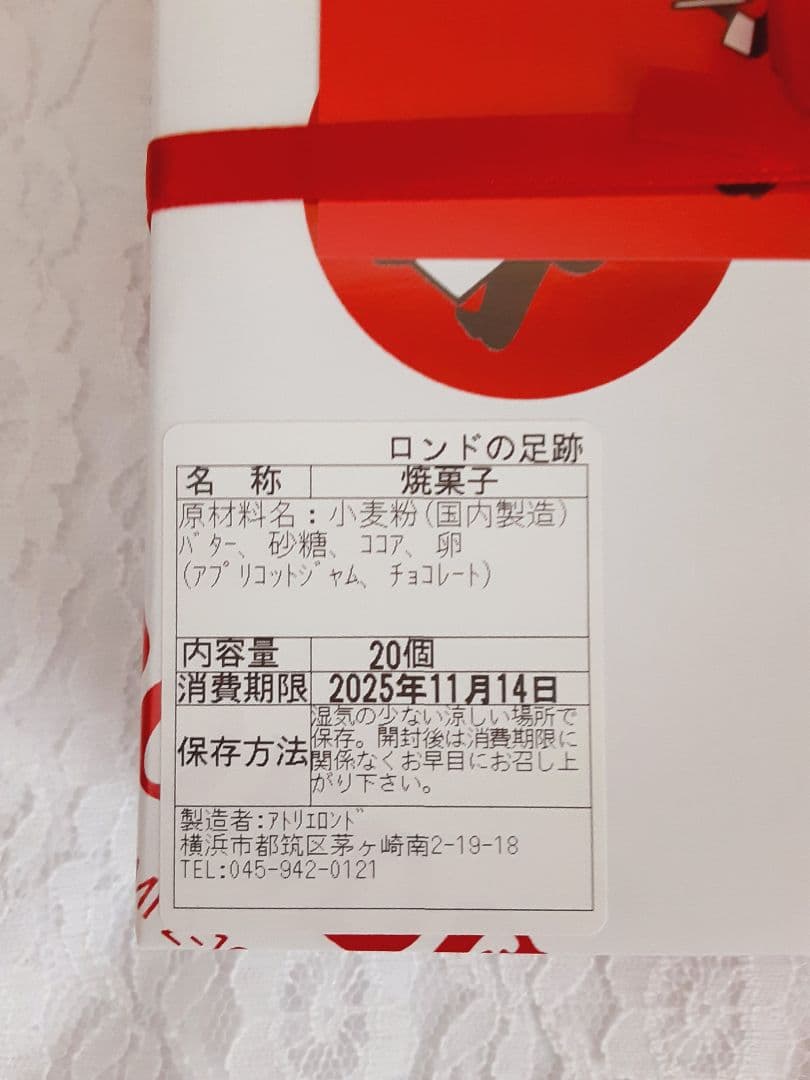 ロンドの足跡
名 称 焼菓子
原材料名：小麦粉(国内製造)
ﾊﾞﾀｰ、砂糖、ｺｺｱ、卵
(ｱﾌﾟﾘｺｯﾄｼﾞｬﾑ、ﾁｮｺﾚｰﾄ)
内容量 20個
消費期限 2025年11月14日
保存方法 湿気の少ない涼しい場所で
保存。開封後は消費期限に
関係なくお早目にお召し上
がり下さい。
製造者:ｱﾄﾘｴﾛﾝﾄﾞ
横浜市都筑区茅ヶ崎南2-19-18
TEL:045-942-0121